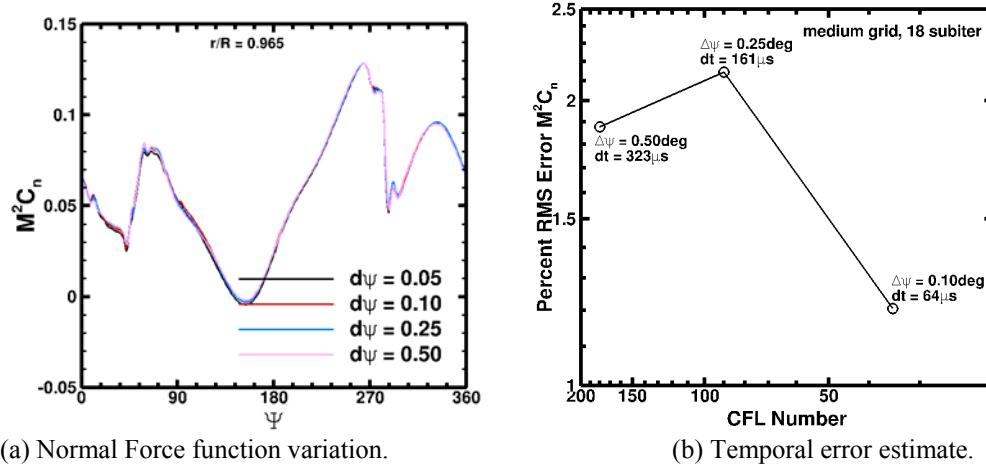 0.15
0.1
0.05
0
-0.05
M²Cₙ
r/R = 0.965
dψ = 0.05
dψ = 0.10
dψ = 0.25
dψ = 0.50
0 90 180 270 360
Ψ
(a) Normal Force function variation.
2.5
2
1.5
1
Percent RMS Error M²Cₙ
medium grid, 18 subiter
Δψ = 0.25deg
dt = 161μs
Δψ = 0.50deg
dt = 323μs
Δψ = 0.10deg
dt = 64μs
200 150 100 50
CFL Number
(b) Temporal error estimate.